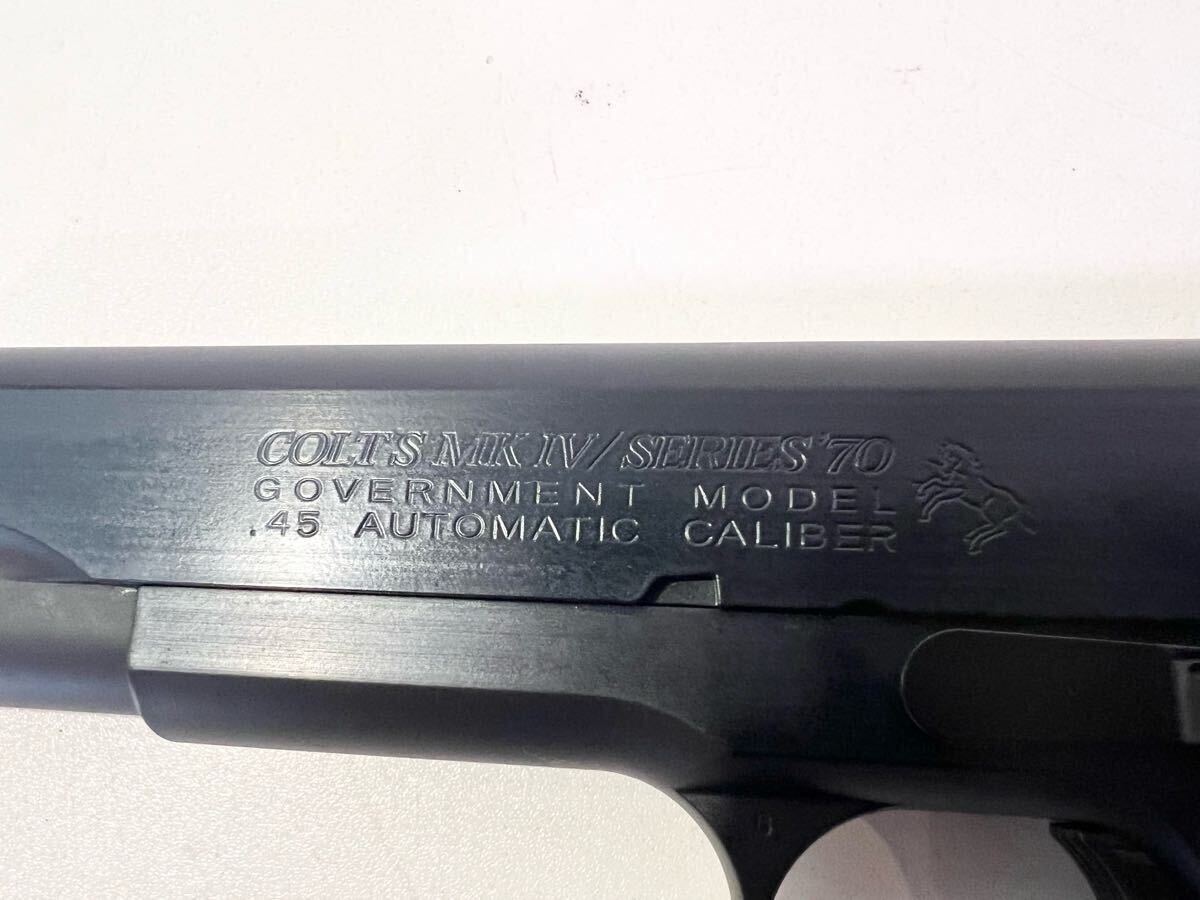 COLT'S MK IV / SERIES '70
GOVERNMENT MODEL
.45 AUTOMATIC CALIBER